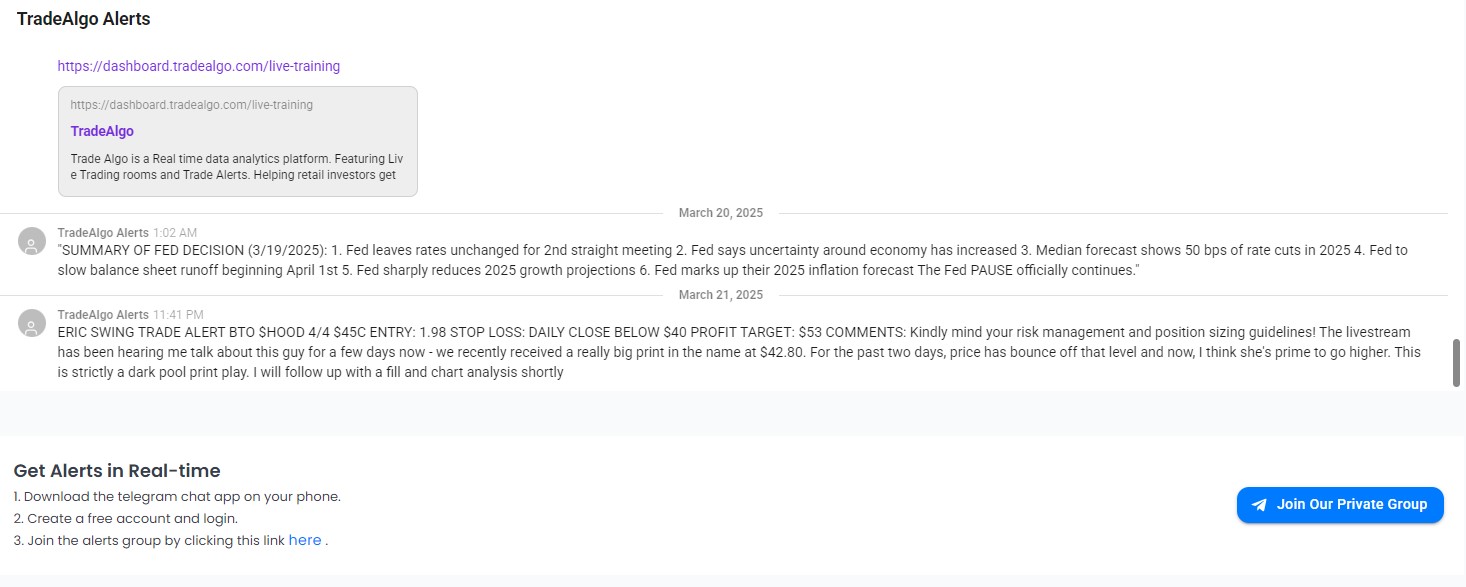 TradeAlgo Alerts
https://dashboard.tradealgo.com/live-training
https://dashboard.tradealgo.com/live-training
TradeAlgo
Trade Algo is a Real time data analytics platform. Featuring Liv
e Trading rooms and Trade Alerts. Helping retail investors get
March 20, 2025
TradeAlgo Alerts 1:02 AM
"SUMMARY OF FED DECISION (3/19/2025): 1. Fed leaves rates unchanged for 2nd straight meeting 2. Fed says uncertainty around economy has increased 3. Median forecast shows 50 bps of rate cuts in 2025 4. Fed to
slow balance sheet runoff beginning April 1st 5. Fed sharply reduces 2025 growth projections 6. Fed marks up their 2025 inflation forecast The Fed PAUSE officially continues."
March 21, 2025
TradeAlgo Alerts 11:41 PM
ERIC SWING TRADE ALERT BTO $HOOD 4/4 $45C ENTRY: 1.98 STOP LOSS: DAILY CLOSE BELOW $40 PROFIT TARGET: $53 COMMENTS: Kindly mind your risk management and position sizing guidelines! The livestream
has been hearing me talk about this guy for a few days now - we recently received a really big print in the name at $42.80. For the past two days, price has bounce off that level and now, I think she's prime to go higher. This
is strictly a dark pool print play. I will follow up with a fill and chart analysis shortly
Get Alerts in Real-time
1. Download the telegram chat app on your phone.
2. Create a free account and login.
3. Join the alerts group by clicking this link here .
Join Our Private Group